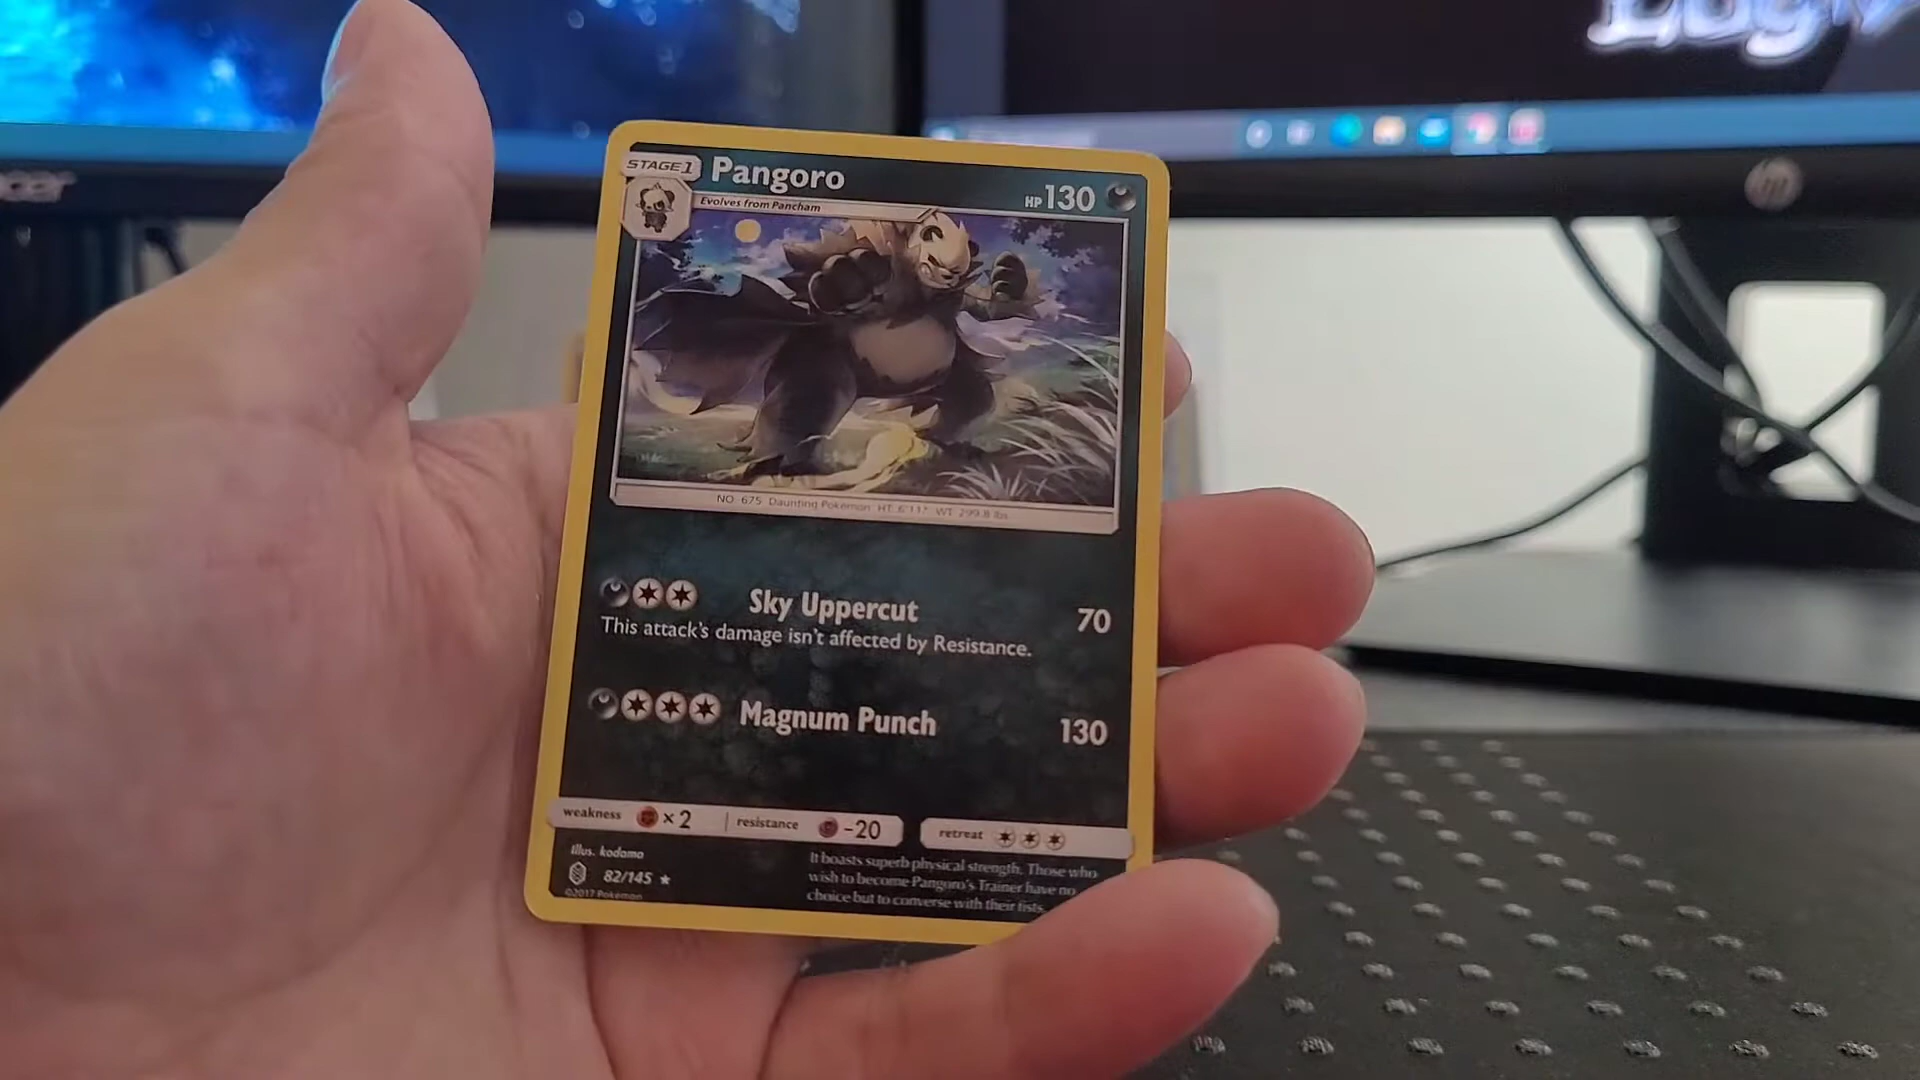 acer
STAGE 1
Pangoro
HP 130
Evolves from Pancham
NO. 675 Daunting Pokémon HT: 6'11" WT: 299.8 lbs
Sky Uppercut 70
This attack's damage isn't affected by Resistance.
Magnum Punch 130
weakness ×2 resistance -20 retreat
Illus. kodama
82/145 ★
©2017 Pokémon
It boasts superb physical strength. Those who
wish to become Pangoro's Trainer have no
choice but to converse with their fists.
hp